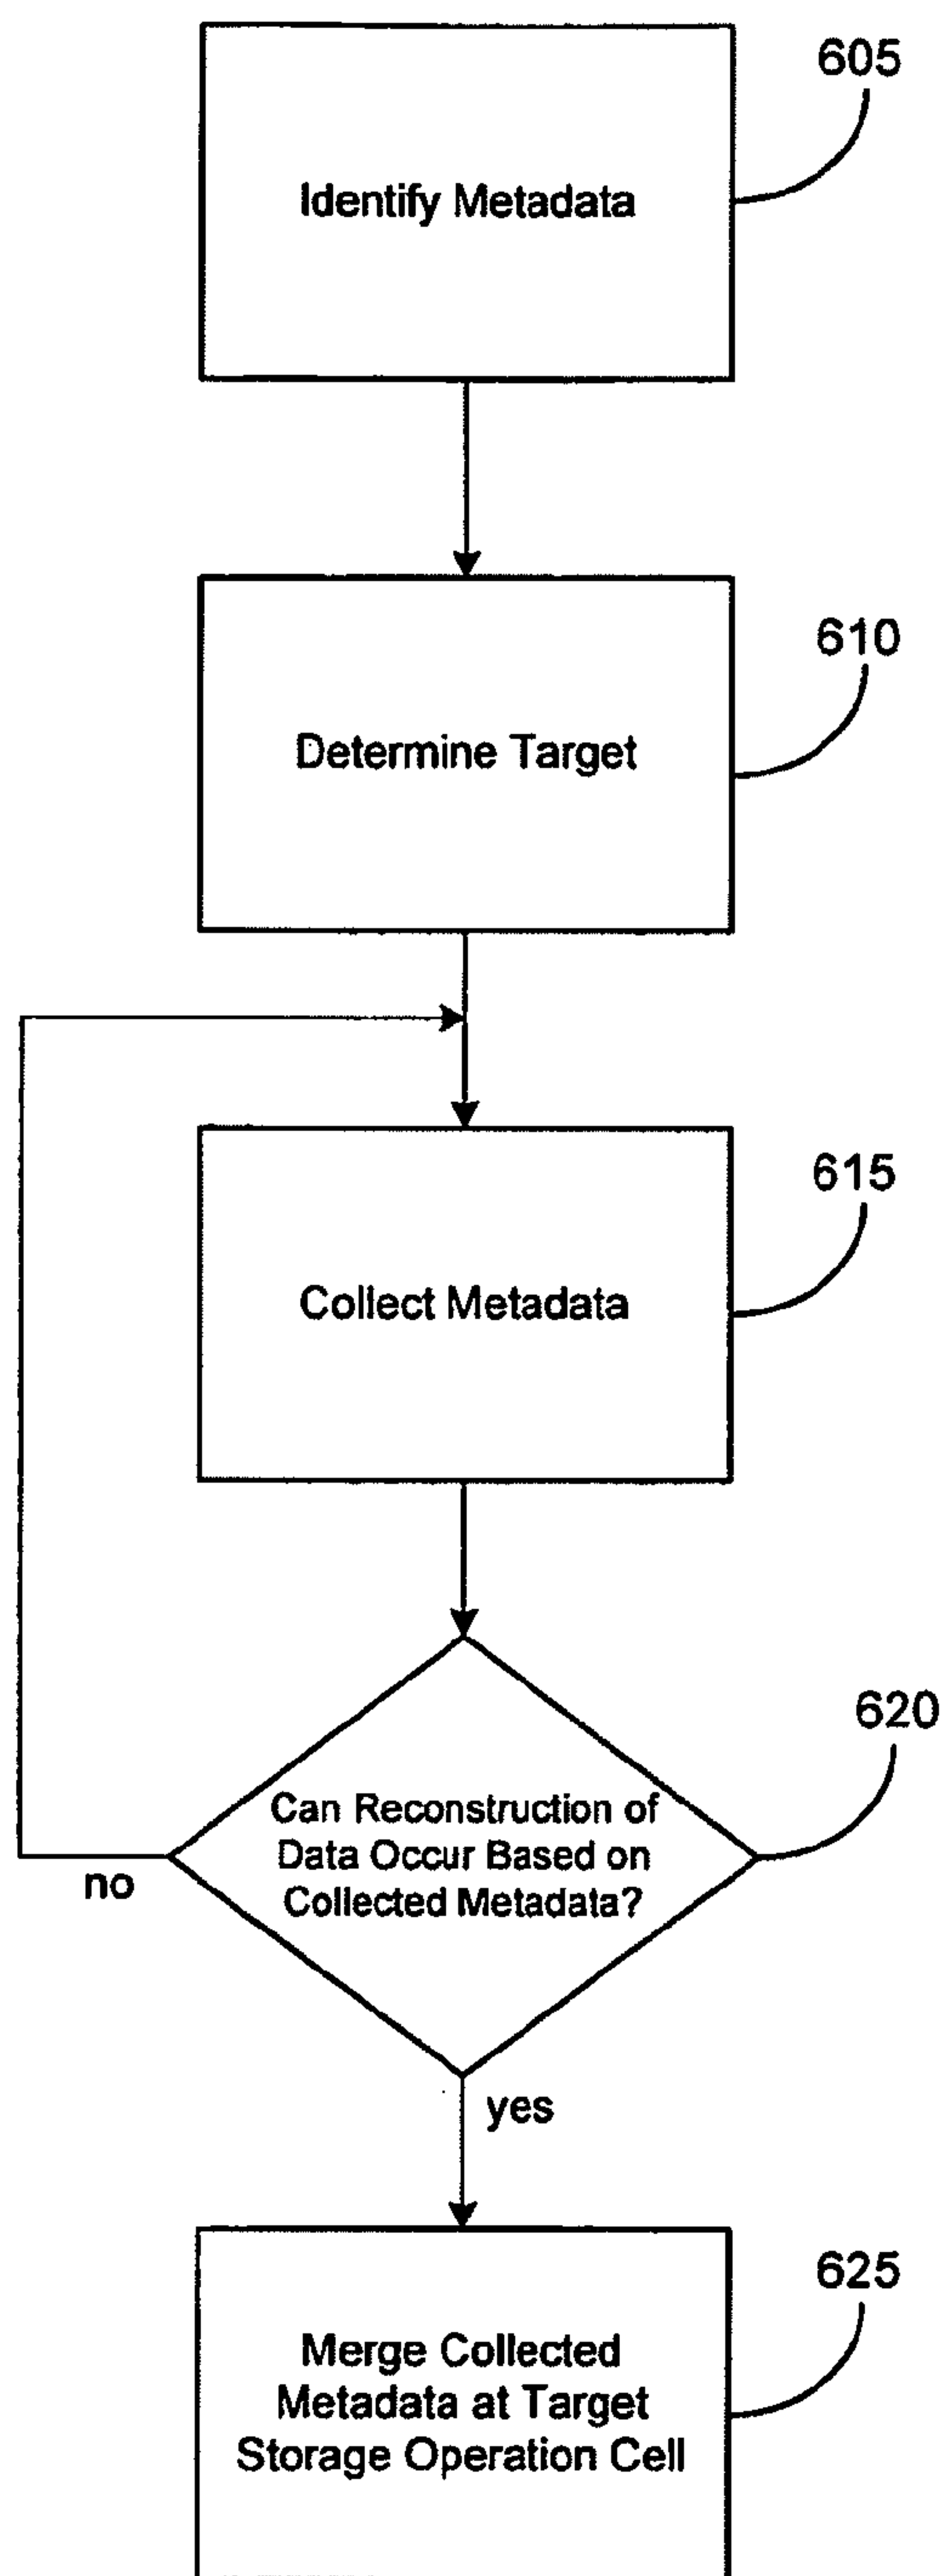 605
Identify Metadata
610
Determine Target
615
Collect Metadata
620
Can Reconstruction of
Data Occur Based on
Collected Metadata?
no
yes
625
Merge Collected
Metadata at Target
Storage Operation Cell